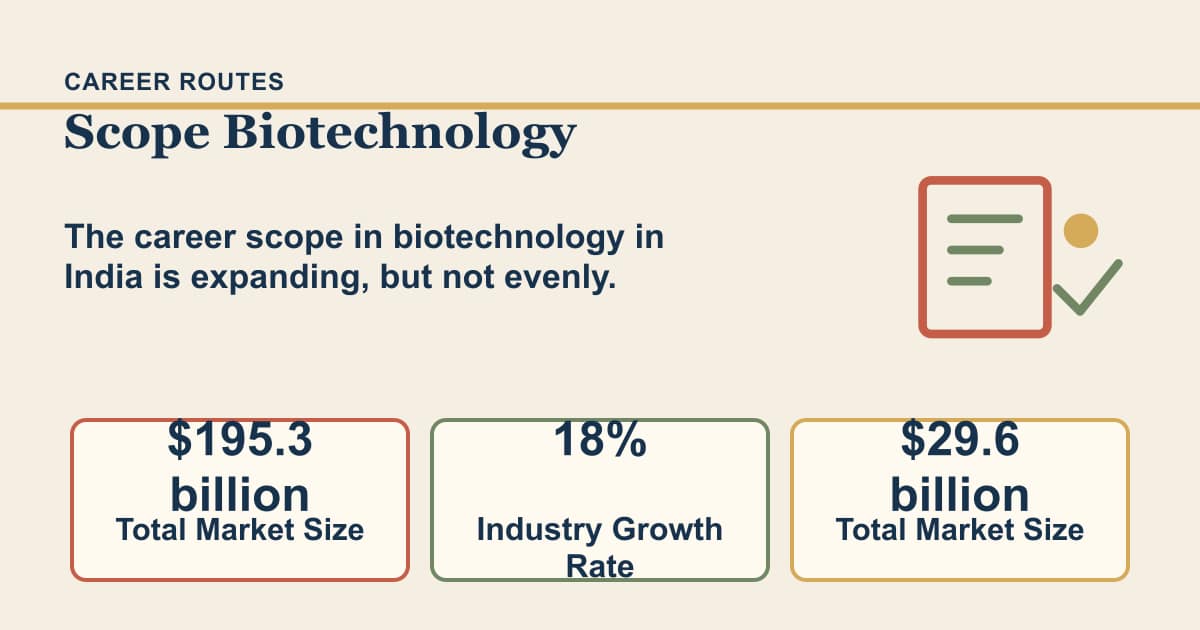 CAREER ROUTES
Scope Biotechnology
The career scope in biotechnology in
India is expanding, but not evenly.
$195.3
billion
Total Market Size
18%
Industry Growth
Rate
$29.6
billion
Total Market Size